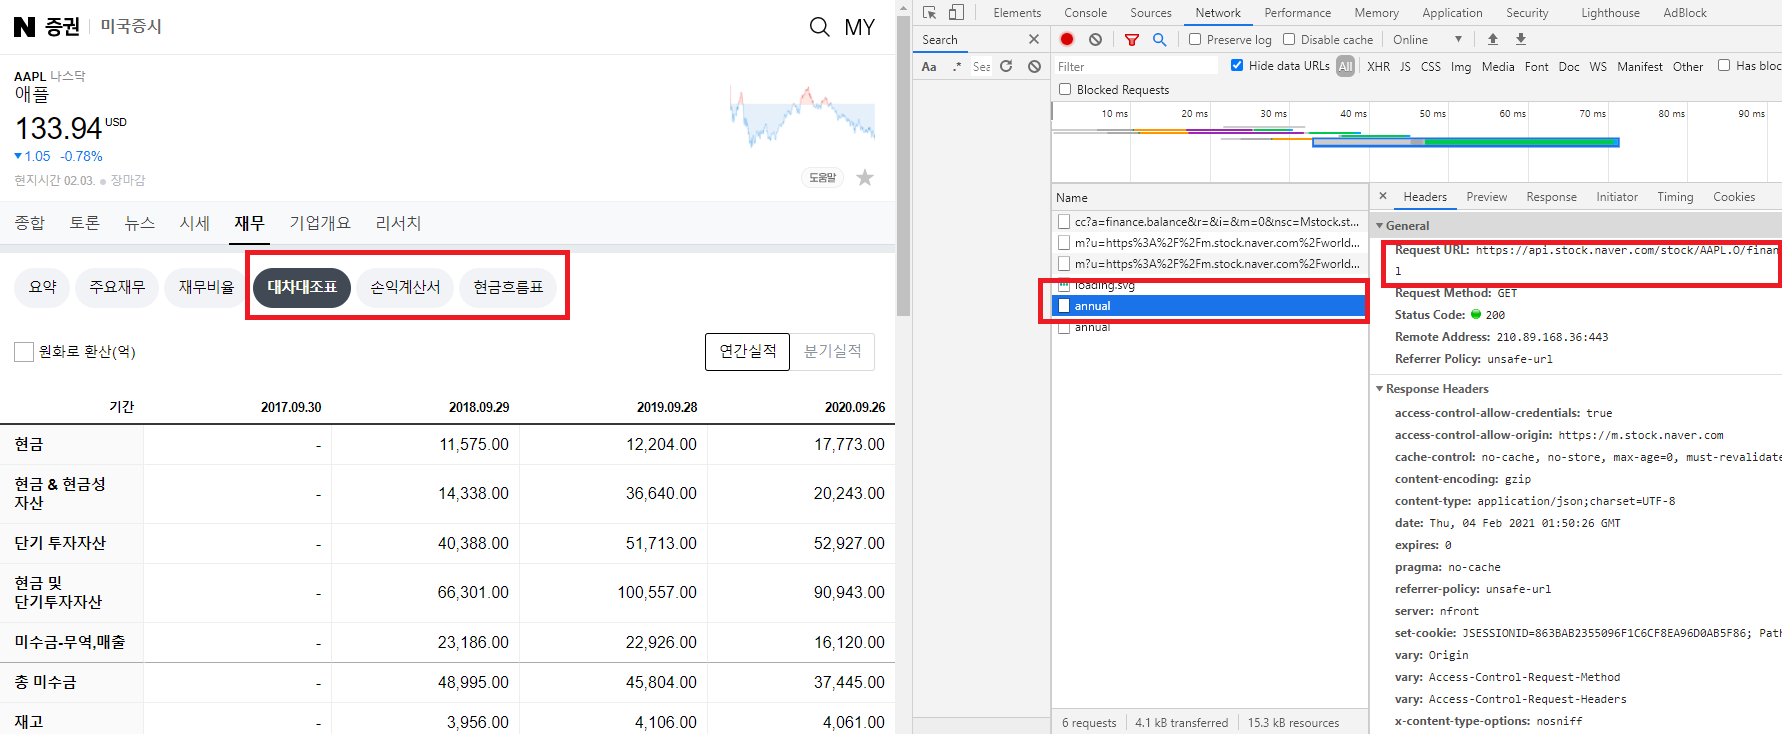 N 증권 | 미국증시
MY
AAPL 나스닥
애플
133.94 USD
▼1.05 -0.78%
현지시간 02.03. ● 장마감
도움말 ★
종합 토론 뉴스 시세 재무 기업개요 리서치
요약 주요재무 재무비율 대차대조표 손익계산서 현금흐름표
원화로 환산(억)
연간실적 분기실적
기간 2017.09.30 2018.09.29 2019.09.28 2020.09.26
현금 - 11,575.00 12,204.00 17,773.00
현금 & 현금성
자산 - 14,338.00 36,640.00 20,243.00
단기 투자자산 - 40,388.00 51,713.00 52,927.00
현금 및
단기투자자산 - 66,301.00 100,557.00 90,943.00
미수금-무역,매출 - 23,186.00 22,926.00 16,120.00
총 미수금 - 48,995.00 45,804.00 37,445.00
재고 - 3,956.00 4,106.00 4,061.00
Elements Console Sources Network Performance Memory Application Security Lighthouse AdBlock
Search ×
Aa .* Sea
Preserve log Disable cache Online ▼
Filter Hide data URLs All XHR JS CSS Img Media Font Doc WS Manifest Other Has bloc
Blocked Requests
10 ms 20 ms 30 ms 40 ms 50 ms 60 ms 70 ms 80 ms 90 ms
Name
cc?a=finance.balance&r=&i=&m=0&nsc=Mstock.st...
m?u=https%3A%2F%2Fm.stock.naver.com%2Fworld...
m?u=https%3A%2F%2Fm.stock.naver.com%2Fworld...
loading.svg
annual
annual
6 requests 4.1 kB transferred 15.3 kB resources
× Headers Preview Response Initiator Timing Cookies
▼ General
Request URL: https://api.stock.naver.com/stock/AAPL.O/finan
l
Request Method: GET
Status Code: 200
Remote Address: 210.89.168.36:443
Referrer Policy: unsafe-url
▼ Response Headers
access-control-allow-credentials: true
access-control-allow-origin: https://m.stock.naver.com
cache-control: no-cache, no-store, max-age=0, must-revalidate
content-encoding: gzip
content-type: application/json;charset=UTF-8
date: Thu, 04 Feb 2021 01:50:26 GMT
expires: 0
pragma: no-cache
referrer-policy: unsafe-url
server: nfront
set-cookie: JSESSIONID=863BAB2355096F1C6CF8EA96D0AB5F86; Path
vary: Origin
vary: Access-Control-Request-Method
vary: Access-Control-Request-Headers
x-content-type-options: nosniff